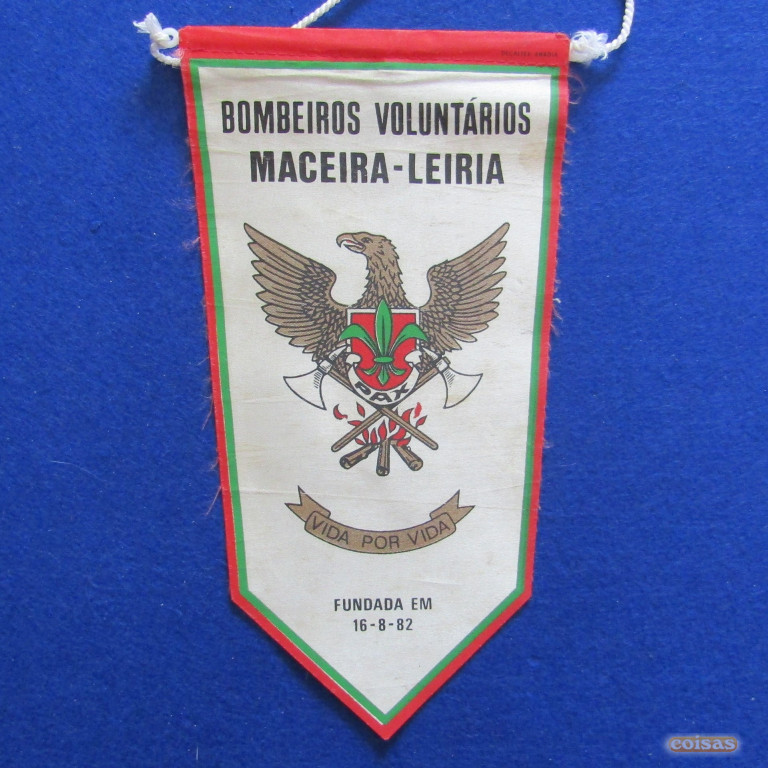 BOMBEIROS VOLUNTÁRIOS
MACEIRA-LEIRIA
PAX
VIDA POR VIDA
FUNDADA EM
16-8-82
coisas